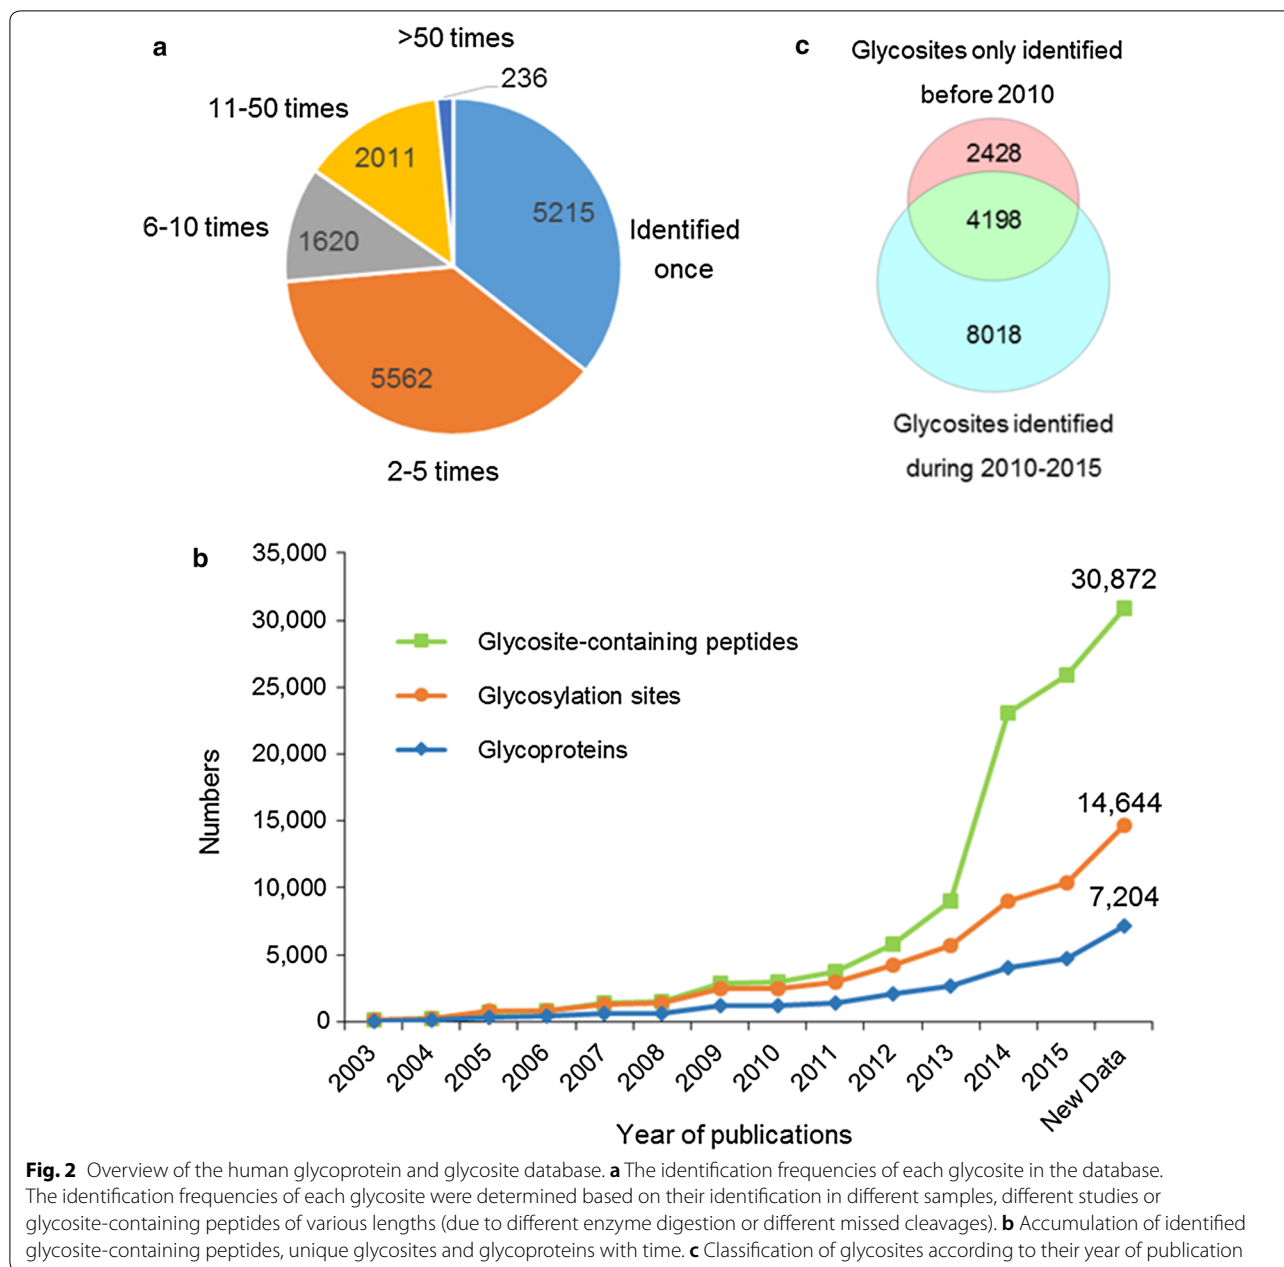 a
>50 times
236
11-50 times
2011
5215
6-10 times
1620
Identified
once
5562
2-5 times
c
Glycosites only identified
before 2010
2428
4198
8018
Glycosites identified
during 2010-2015
b
35,000
30,000
25,000
20,000
15,000
10,000
5,000
0
Numbers
Glycosite-containing peptides
Glycosylation sites
Glycoproteins
30,872
14,644
7,204
2003
2004
2005
2006
2007
2008
2009
2010
2011
2012
2013
2014
2015
New Data
Year of publications
Fig. 2 Overview of the human glycoprotein and glycosite database. a The identification frequencies of each glycosite in the database.
The identification frequencies of each glycosite were determined based on their identification in different samples, different studies or
glycosite-containing peptides of various lengths (due to different enzyme digestion or different missed cleavages). b Accumulation of identified
glycosite-containing peptides, unique glycosites and glycoproteins with time. c Classification of glycosites according to their year of publication